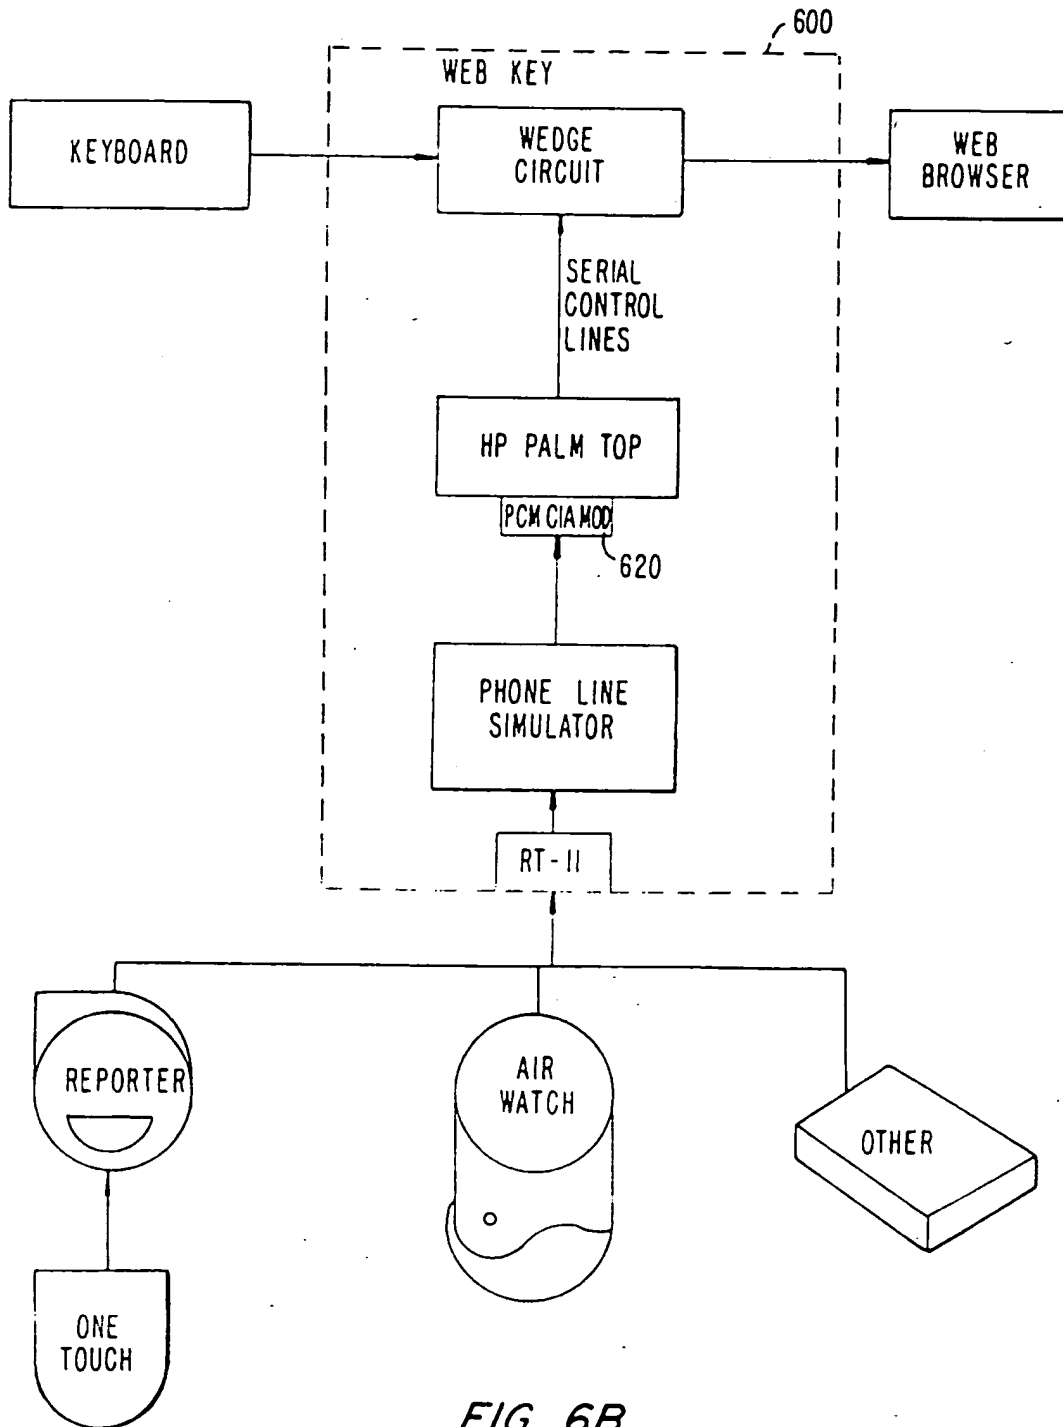 600
WEB KEY
KEYBOARD
WEDGE
CIRCUIT
WEB
BROWSER
SERIAL
CONTROL
LINES
HP PALM TOP
PCMCIA MOD
620
PHONE LINE
SIMULATOR
RT-11
REPORTER
AIR
WATCH
OTHER
ONE
TOUCH
FIG. 6B